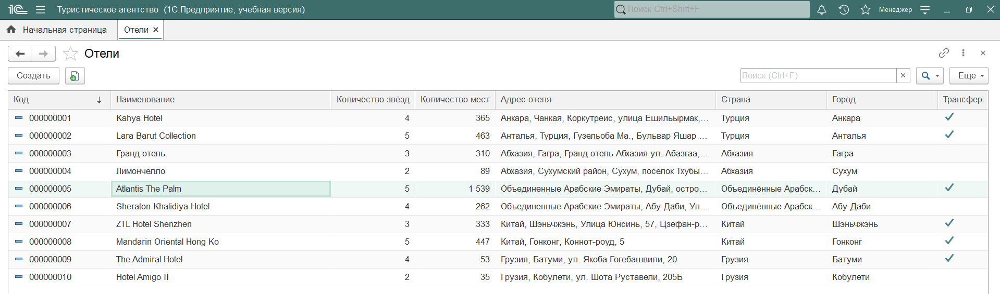 1С Туристическое агентство (1С:Предприятие, учебная версия) Поиск Ctrl+Shift+F Менеджер
Начальная страница Отели
Отели
Создать Поиск (Ctrl+F) Еще
Код Наименование Количество звёзд Количество мест Адрес отеля Страна Город Трансфер
000000001 Kahya Hotel 4 365 Анкара, Чанкая, Коркутреис, улица Ешильырмак,... Турция Анкара
000000002 Lara Barut Collection 5 463 Анталья, Турция, Гузельоба Ма., Бульвар Яшар ... Турция Анталья
000000003 Гранд отель 3 310 Абхазия, Гагра, Гранд отель Абхазия ул. Абазгаа,... Абхазия Гагра
000000004 Лимончелло 2 89 Абхазия, Сухумский район, Сухум, поселок Тхубы... Абхазия Сухум
000000005 Atlantis The Palm 5 1 539 Объединенные Арабские Эмираты, Дубай, остро... Объединённые Арабск... Дубай
000000006 Sheraton Khalidiya Hotel 4 262 Объединенные Арабские Эмираты, Абу-Даби, Ул... Объединённые Арабск... Абу-Даби
000000007 ZTL Hotel Shenzhen 3 333 Китай, Шэньчжэнь, Улица Юнсинь, 57, Цзефан-р... Китай Шэньчжэнь
000000008 Mandarin Oriental Hong Ko 5 447 Китай, Гонконг, Коннот-роуд, 5 Китай Гонконг
000000009 The Admiral Hotel 4 53 Грузия, Батуми, ул. Якоба Гогебашвили, 20 Грузия Батуми
000000010 Hotel Amigo II 2 35 Грузия, Кобулети, ул. Шота Руставели, 205Б Грузия Кобулети